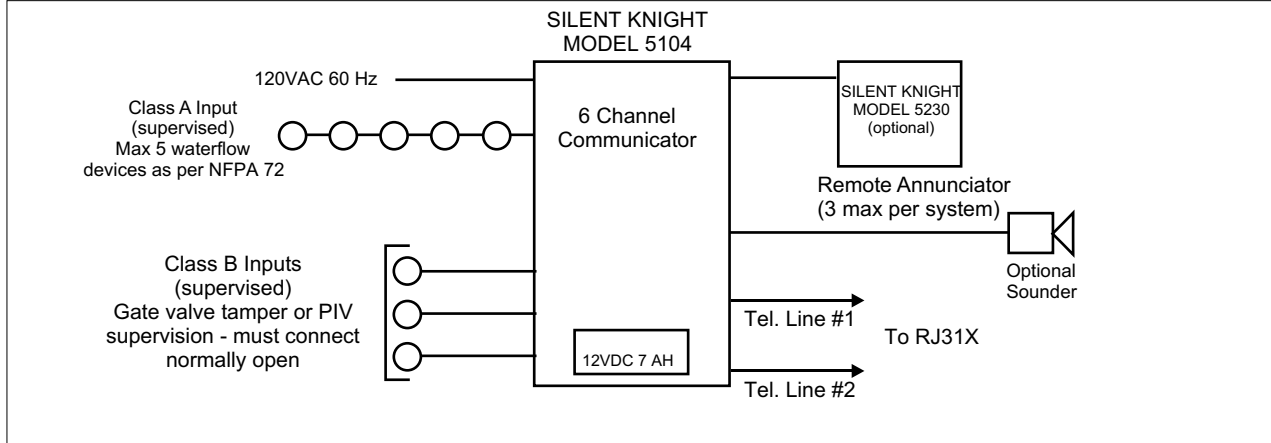 SILENT KNIGHT
MODEL 5104
120VAC 60 Hz
Class A Input
(supervised)
Max 5 waterflow
devices as per NFPA 72
6 Channel
Communicator
SILENT KNIGHT
MODEL 5230
(optional)
Remote Annunciator
(3 max per system)
Optional
Sounder
Class B Inputs
(supervised)
Gate valve tamper or PIV
supervision - must connect
normally open
12VDC 7 AH
Tel. Line #1
To RJ31X
Tel. Line #2